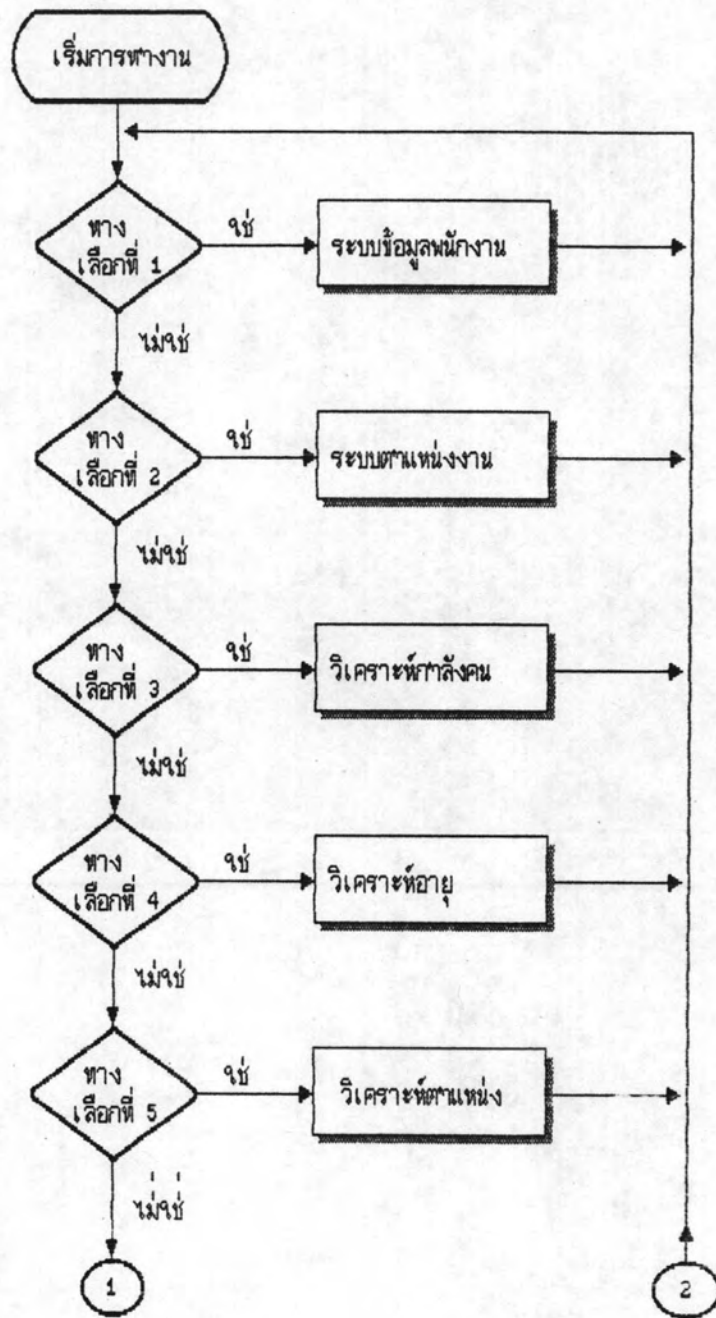 เริ่มการทำงาน
ทาง
เลือกที่ 1
ใช่
ระบบข้อมูลพนักงาน
ไม่ใช่
ทาง
เลือกที่ 2
ใช่
ระบบตำแหน่งงาน
ไม่ใช่
ทาง
เลือกที่ 3
ใช่
วิเคราะห์กำลังคน
ไม่ใช่
ทาง
เลือกที่ 4
ใช่
วิเคราะห์อายุ
ไม่ใช่
ทาง
เลือกที่ 5
ใช่
วิเคราะห์ตำแหน่ง
ไม่ใช่
1
2